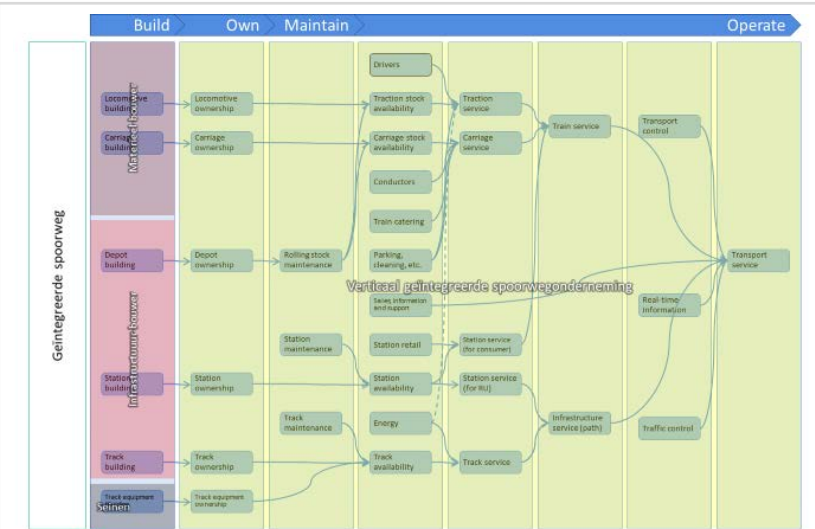 Build
Own
Maintain
Operate
Geïntegreerde spoorweg
Materieel-bouwer
Infrastructuur-bouwer
Seinen
Verticaal geïntegreerde spoorwegonderneming
Locomotive
building
Carriage
building
Depot
building
Station
building
Track
building
Track equipment
Locomotive
ownership
Carriage
ownership
Depot
ownership
Station
ownership
Track
ownership
Track equipment
ownership
Rolling stock
maintenance
Station
maintenance
Track
maintenance
Drivers
Traction stock
availability
Carriage stock
availability
Conductors
Train catering
Parking,
cleaning, etc.
Sales, information
and support
Station retail
Station
availability
Energy
Track
availability
Traction
service
Carriage
service
Station service
(for consumer)
Station service
(for RU)
Track service
Train service
Infrastructure
service (path)
Transport
control
Real-time
Information
Traffic control
Transport
service